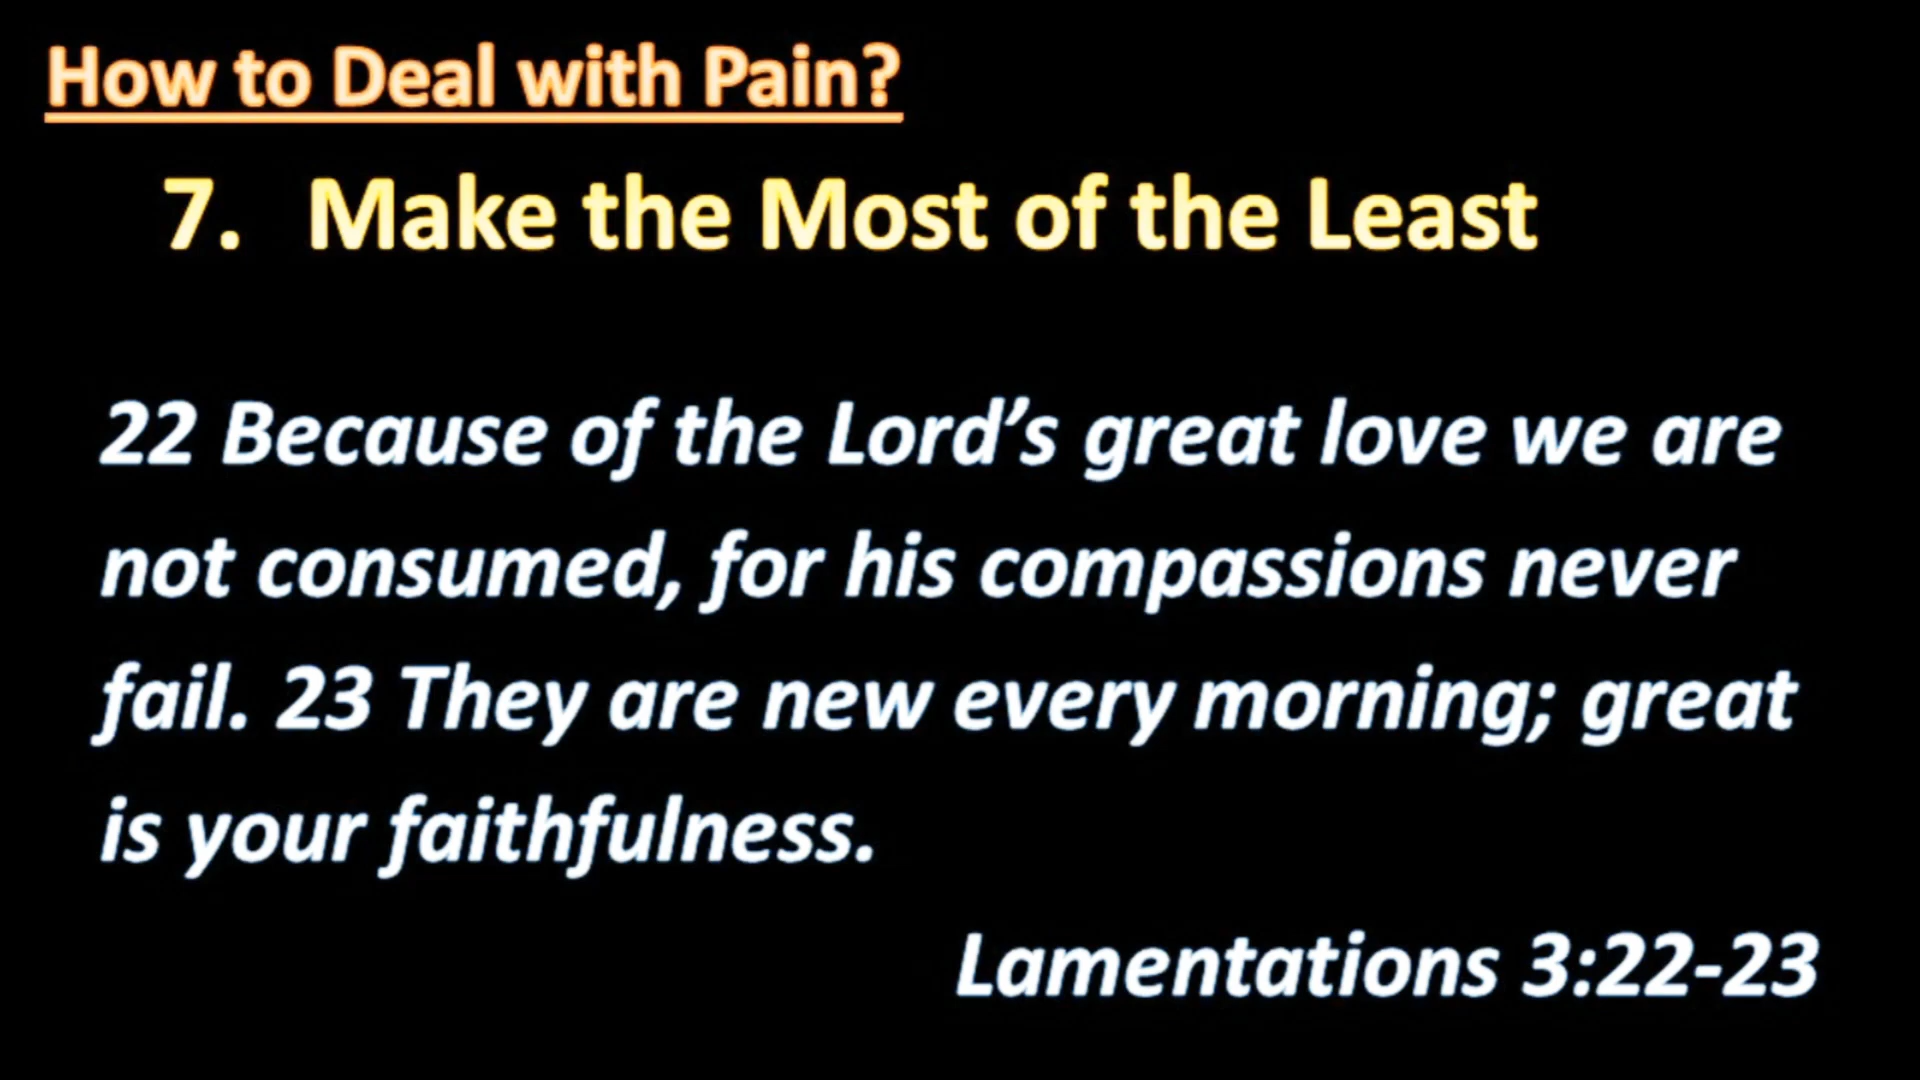 How to Deal with Pain?
7. Make the Most of the Least
22 Because of the Lord’s great love we are
not consumed, for his compassions never
fail. 23 They are new every morning; great
is your faithfulness.
Lamentations 3:22-23